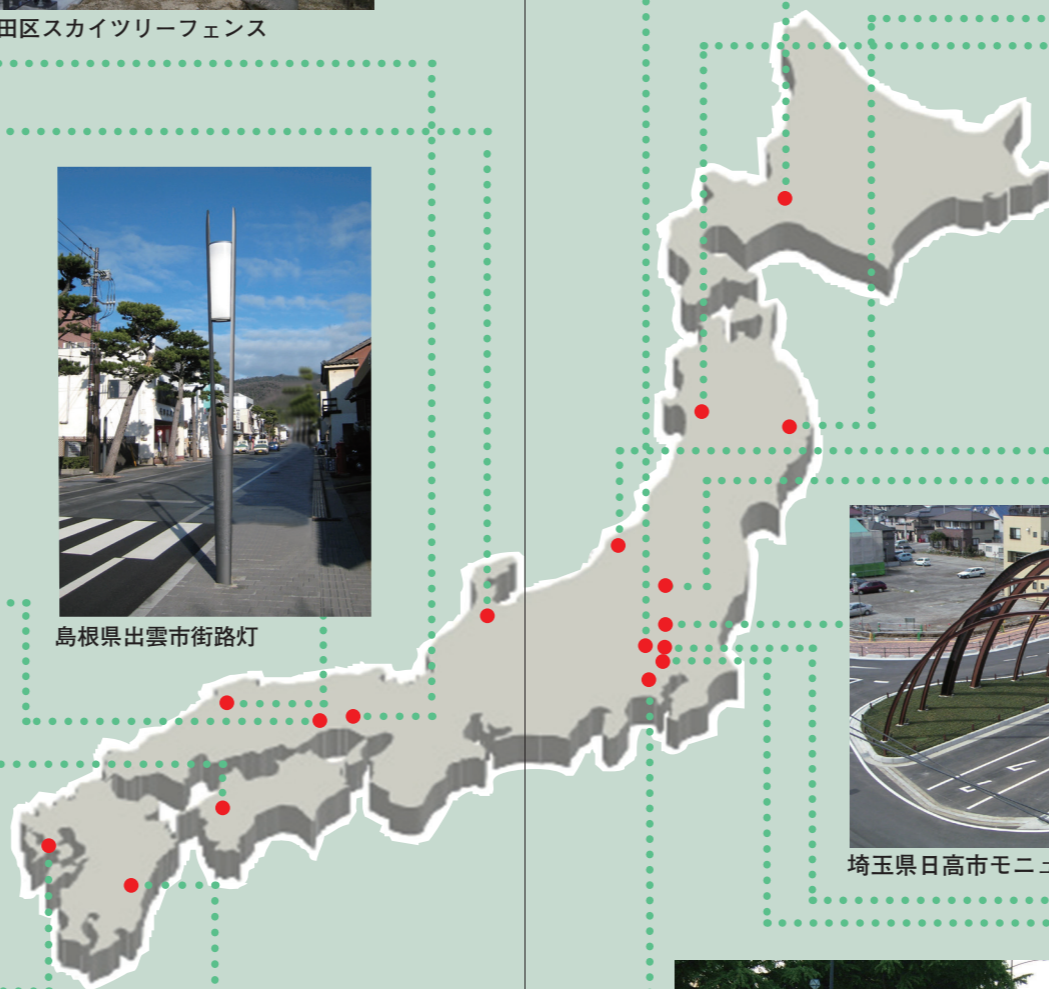 田区スカイツリーフェンス
島根県出雲市街路灯
埼玉県日高市モニュ